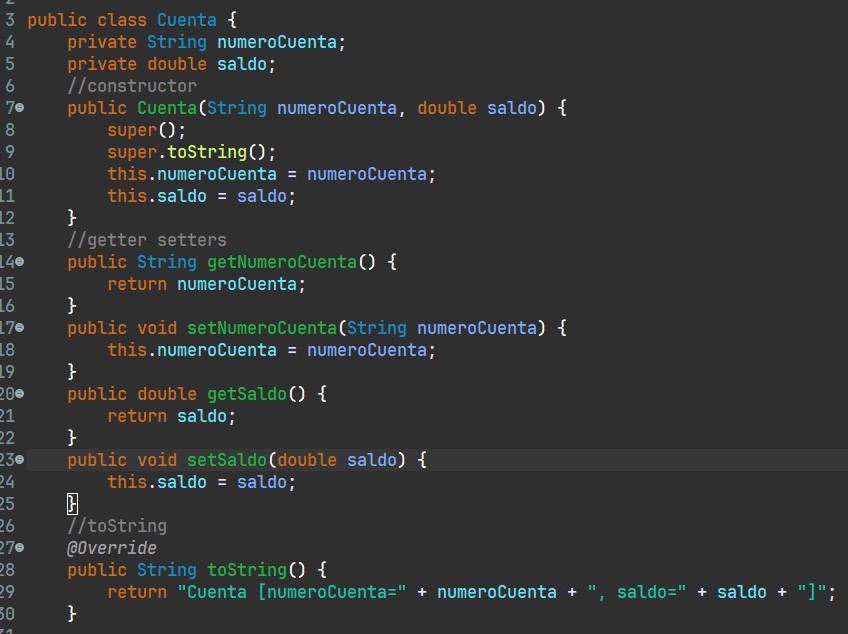 3 public class Cuenta {
4 private String numeroCuenta;
5 private double saldo;
6 //constructor
7 public Cuenta(String numeroCuenta, double saldo) {
8 super();
9 super.toString();
10 this.numeroCuenta = numeroCuenta;
11 this.saldo = saldo;
12 }
13 //getter setters
14 public String getNumeroCuenta() {
15 return numeroCuenta;
16 }
17 public void setNumeroCuenta(String numeroCuenta) {
18 this.numeroCuenta = numeroCuenta;
19 }
20 public double getSaldo() {
21 return saldo;
22 }
23 public void setSaldo(double saldo) {
24 this.saldo = saldo;
25 }
26 //toString
27 @Override
28 public String toString() {
29 return "Cuenta [numeroCuenta=" + numeroCuenta + ", saldo=" + saldo + "]";
30 }